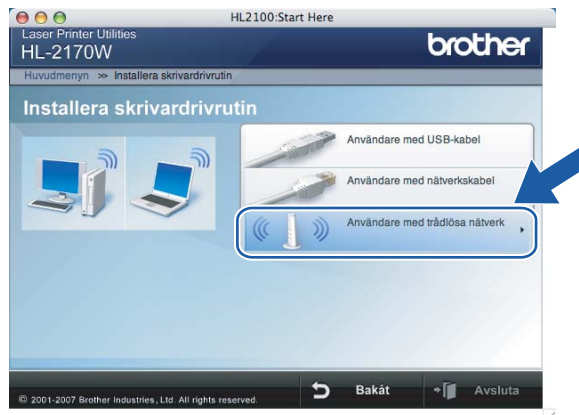 HL2100:Start Here
Laser Printer Utilities
HL-2170W
brother
Huvudmenyn >> Installera skrivardrivrutin
Installera skrivardrivrutin
Användare med USB-kabel
Användare med nätverkskabel
Användare med trådlösa nätverk
© 2001-2007 Brother Industries, Ltd. All rights reserved.
Bakåt
Avsluta